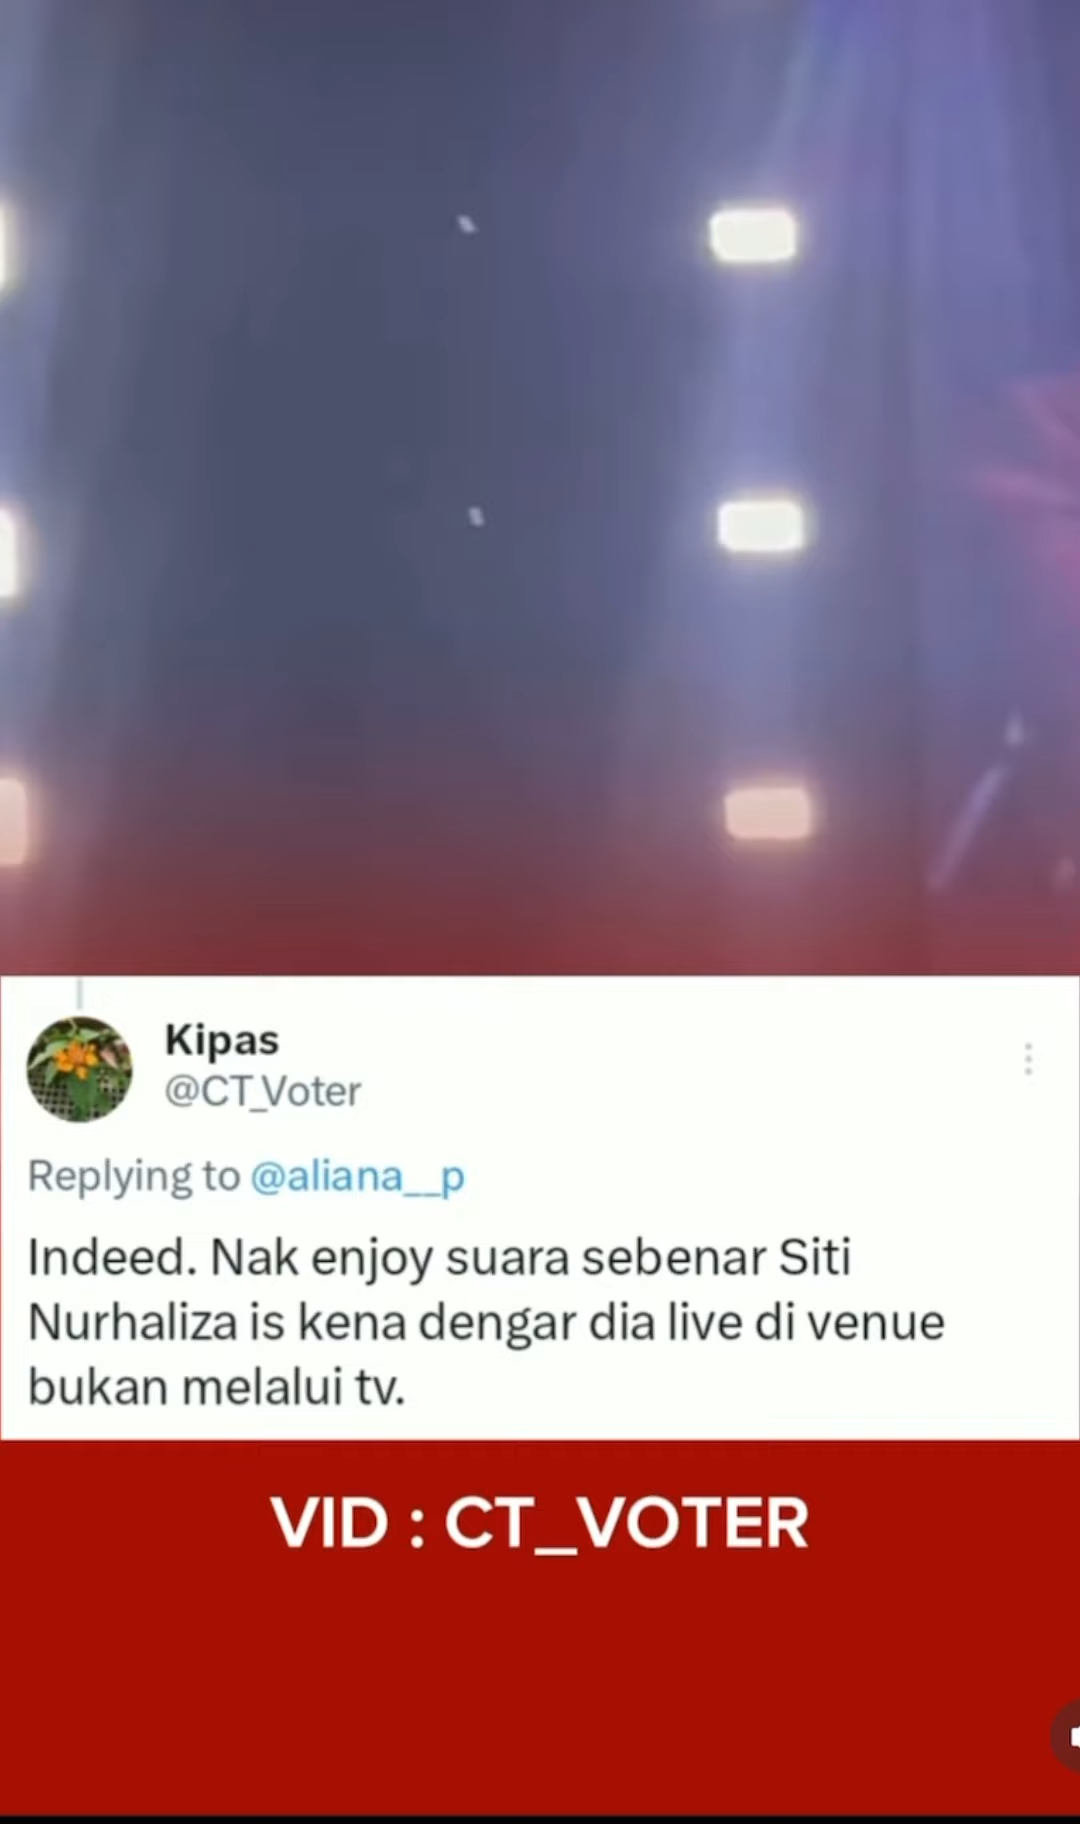 Kipas
@CT_Voter
Replying to @aliana__p
Indeed. Nak enjoy suara sebenar Siti
Nurhaliza is kena dengar dia live di venue
bukan melalui tv.
VID : CT_VOTER